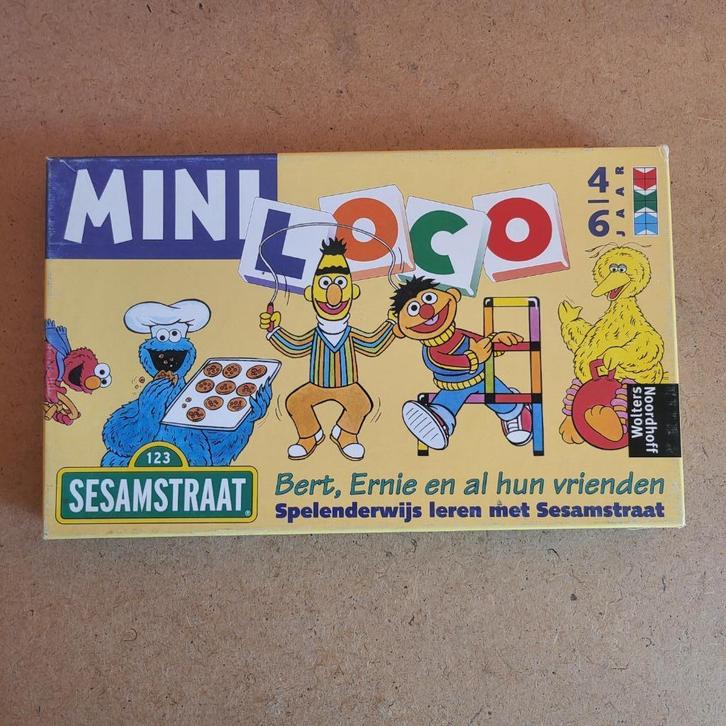 MINI LOCO
4
6
JAAR
Wolters
Noordhoff
123
SESAMSTRAAT
Bert, Ernie en al hun vrienden
Spelenderwijs leren met Sesamstraat